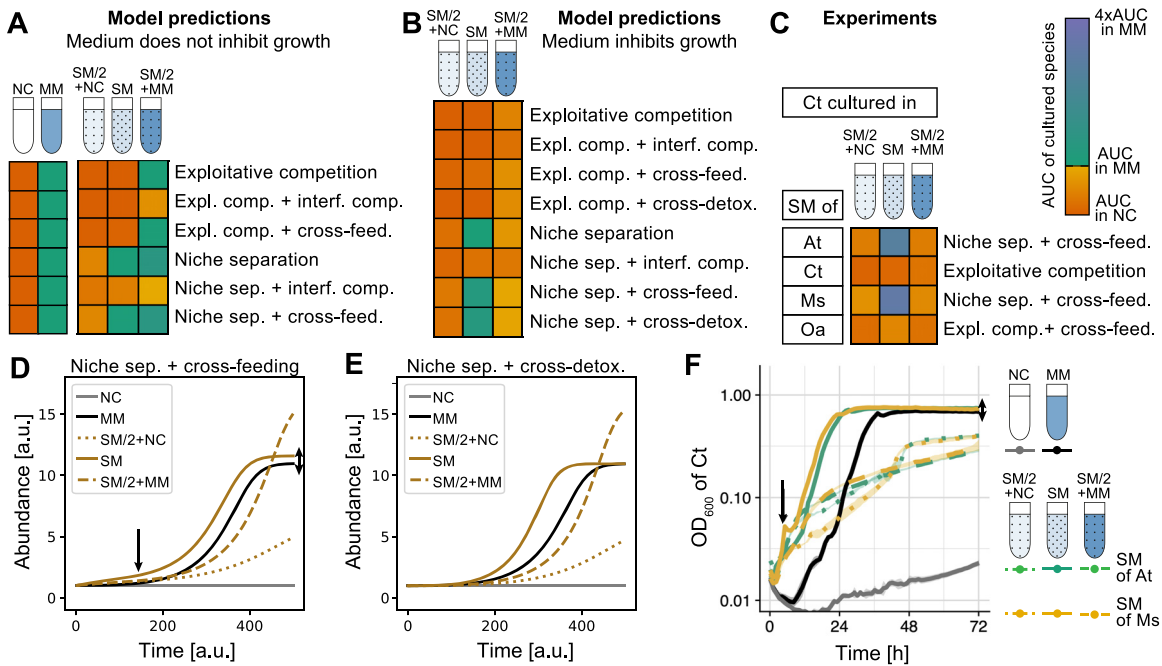 A
Model predictions
Medium does not inhibit growth
NC
MM
SM/2
+NC
SM
SM/2
+MM
Exploitative competition
Expl. comp. + interf. comp.
Expl. comp. + cross-feed.
Niche separation
Niche sep. + interf. comp.
Niche sep. + cross-feed.
B
SM/2
+NC
SM
SM/2
+MM
Model predictions
Medium inhibits growth
Exploitative competition
Expl. comp. + interf. comp.
Expl. comp. + cross-feed.
Expl. comp. + cross-detox.
Niche separation
Niche sep. + interf. comp.
Niche sep. + cross-feed.
Niche sep. + cross-detox.
C
Experiments
Ct cultured in
SM/2
+NC
SM
SM/2
+MM
SM of
At
Niche sep. + cross-feed.
Ct
Exploitative competition
Ms
Niche sep. + cross-feed.
Oa
Expl. comp.+ cross-feed.
AUC of cultured species
4xAUC
in MM
AUC
in MM
AUC
in NC
D
Niche sep. + cross-feeding
NC
MM
SM/2+NC
SM
SM/2+MM
Abundance [a.u.]
15
10
5
0
0
200
400
Time [a.u.]
E
Niche sep. + cross-detox.
NC
MM
SM/2+NC
SM
SM/2+MM
Abundance [a.u.]
15
10
5
0
0
200
400
Time [a.u.]
F
OD600 of Ct
1.00
0.10
0.01
0
24
48
72
Time [h]
NC
MM
SM/2
+NC
SM
SM/2
+MM
SM
of At
SM
of Ms